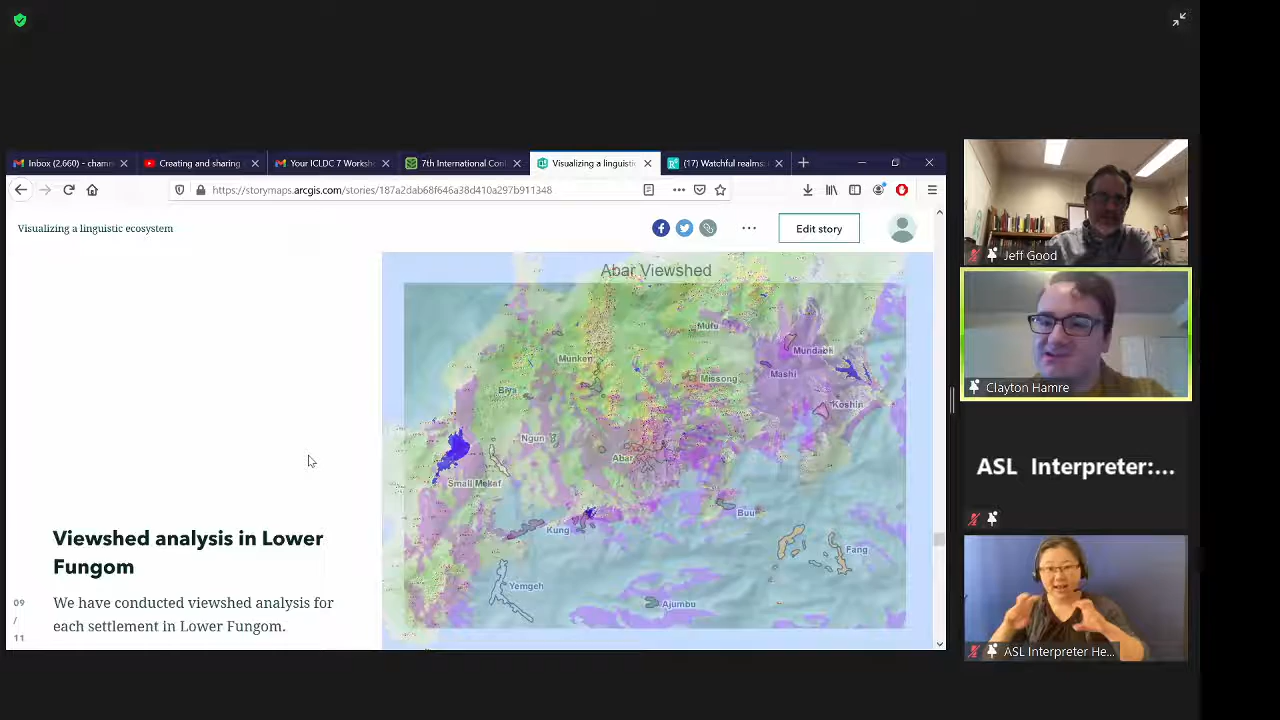 Inbox (2.660) - cham
Creating and sharing
Your ICLDC 7 Worksh
7th International Con
Visualizing a linguistic
(17) Watchful realms:
https://storymaps.arcgis.com/stories/187a2dab68f646a38d410a297b911348
Visualizing a linguistic ecosystem
Edit story
Abar Viewshed
Mufu
Munken
Mundabli
Mashi
Missong
Biya
Koshin
Ngun
Abar
Small Mekaf
Buu
Kung
Fang
Yemgeh
Ajumbu
Viewshed analysis in Lower
Fungom
We have conducted viewshed analysis for
each settlement in Lower Fungom.
09
/
11
Jeff Good
Clayton Hamre
ASL Interpreter:...
ASL Interpreter He...